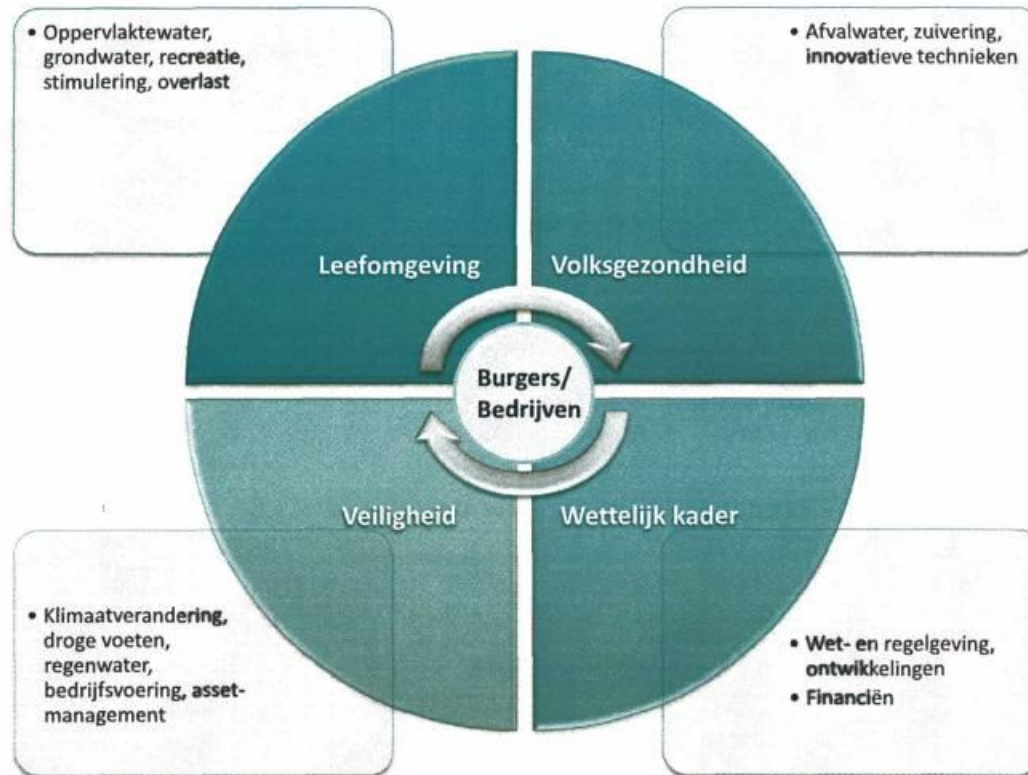 • Oppervlaktewater,
grondwater, recreatie,
stimulering, overlast
• Afvalwater, zuivering,
innovatieve technieken
Leefomgeving
Volksgezondheid
Burgers/
Bedrijven
Veiligheid
Wettelijk kader
• Klimaatverandering,
droge voeten,
regenwater,
bedrijfsvoering, asset-
management
• Wet- en regelgeving,
ontwikkelingen
• Financiën